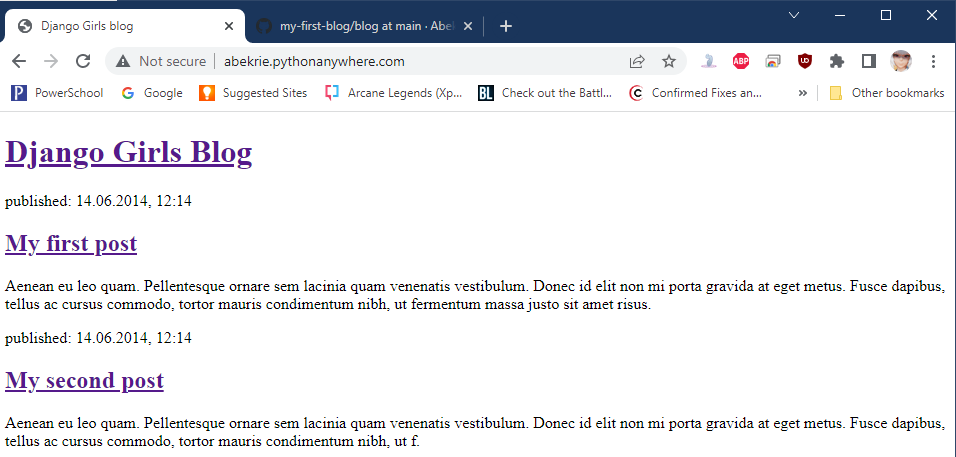 Django Girls blog
my-first-blog/blog at main · Abe
Not secure
abekrie.pythonanywhere.com
ABP
PowerSchool
Google
Suggested Sites
Arcane Legends (Xp...
BL
Check out the Battl...
Confirmed Fixes an...
»
Other bookmarks
Django Girls Blog
published: 14.06.2014, 12:14
My first post
Aenean eu leo quam. Pellentesque ornare sem lacinia quam venenatis vestibulum. Donec id elit non mi porta gravida at eget metus. Fusce dapibus,
tellus ac cursus commodo, tortor mauris condimentum nibh, ut fermentum massa justo sit amet risus.
published: 14.06.2014, 12:14
My second post
Aenean eu leo quam. Pellentesque ornare sem lacinia quam venenatis vestibulum. Donec id elit non mi porta gravida at eget metus. Fusce dapibus,
tellus ac cursus commodo, tortor mauris condimentum nibh, ut f.